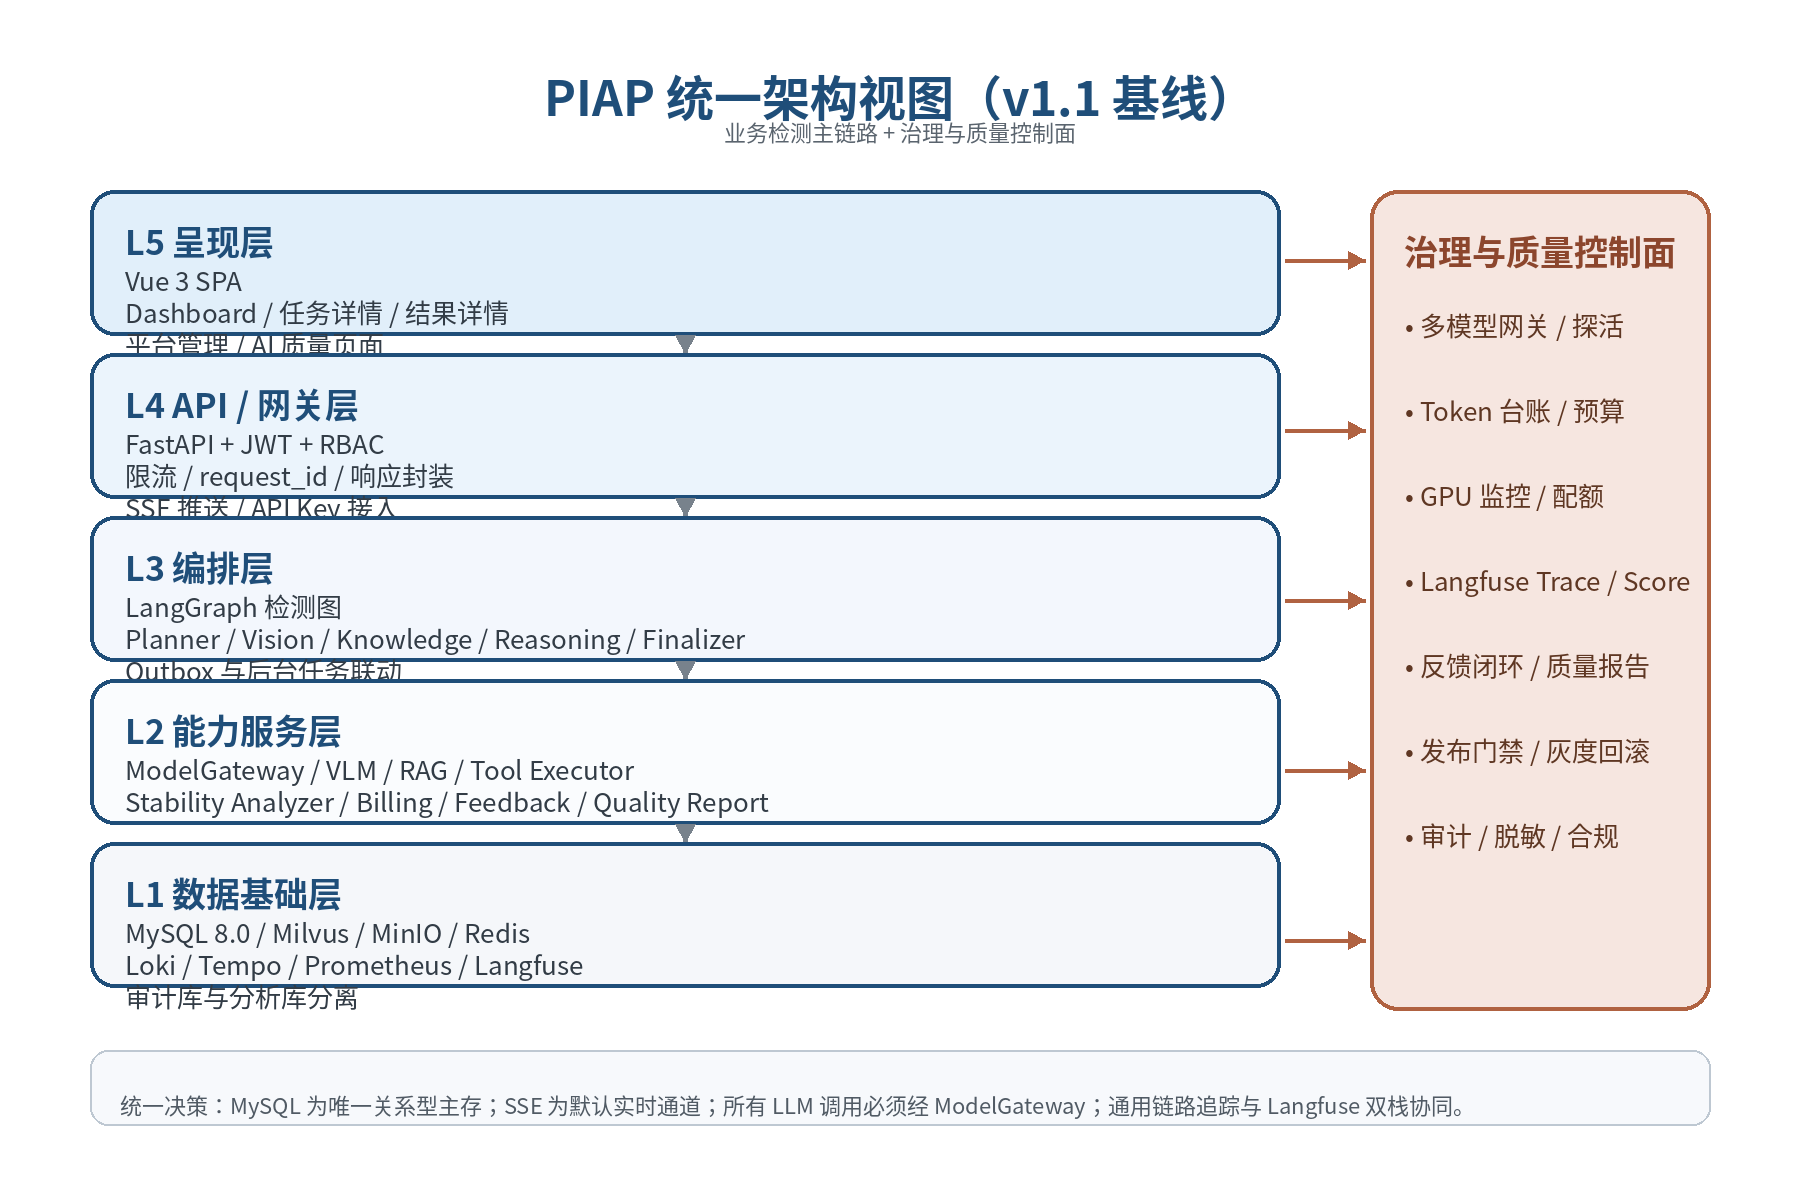 PIAP 统一架构视图（v1.1 基线）
业务检测主链路 + 治理与质量控制面
L5 呈现层
Vue 3 SPA
Dashboard / 任务详情 / 结果详情
平台管理 / AI 质量页面
L4 API / 网关层
FastAPI + JWT + RBAC
限流 / request_id / 响应封装
SSE 推送 / API Key 接入
L3 编排层
LangGraph 检测图
Planner / Vision / Knowledge / Reasoning / Finalizer
Outbox 与后台任务联动
L2 能力服务层
ModelGateway / VLM / RAG / Tool Executor
Stability Analyzer / Billing / Feedback / Quality Report
L1 数据基础层
MySQL 8.0 / Milvus / MinIO / Redis
Loki / Tempo / Prometheus / Langfuse
审计库与分析库分离
治理与质量控制面
• 多模型网关 / 探活
• Token 台账 / 预算
• GPU 监控 / 配额
• Langfuse Trace / Score
• 反馈闭环 / 质量报告
• 发布门禁 / 灰度回滚
• 审计 / 脱敏 / 合规
统一决策：MySQL 为唯一关系型主存；SSE 为默认实时通道；所有 LLM 调用必须经 ModelGateway；通用链路追踪与 Langfuse 双栈协同。